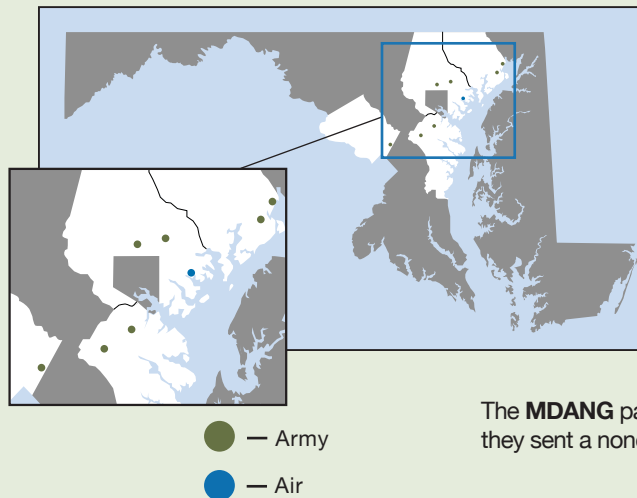 The MDANG pa
they sent a none
— Army
— Air